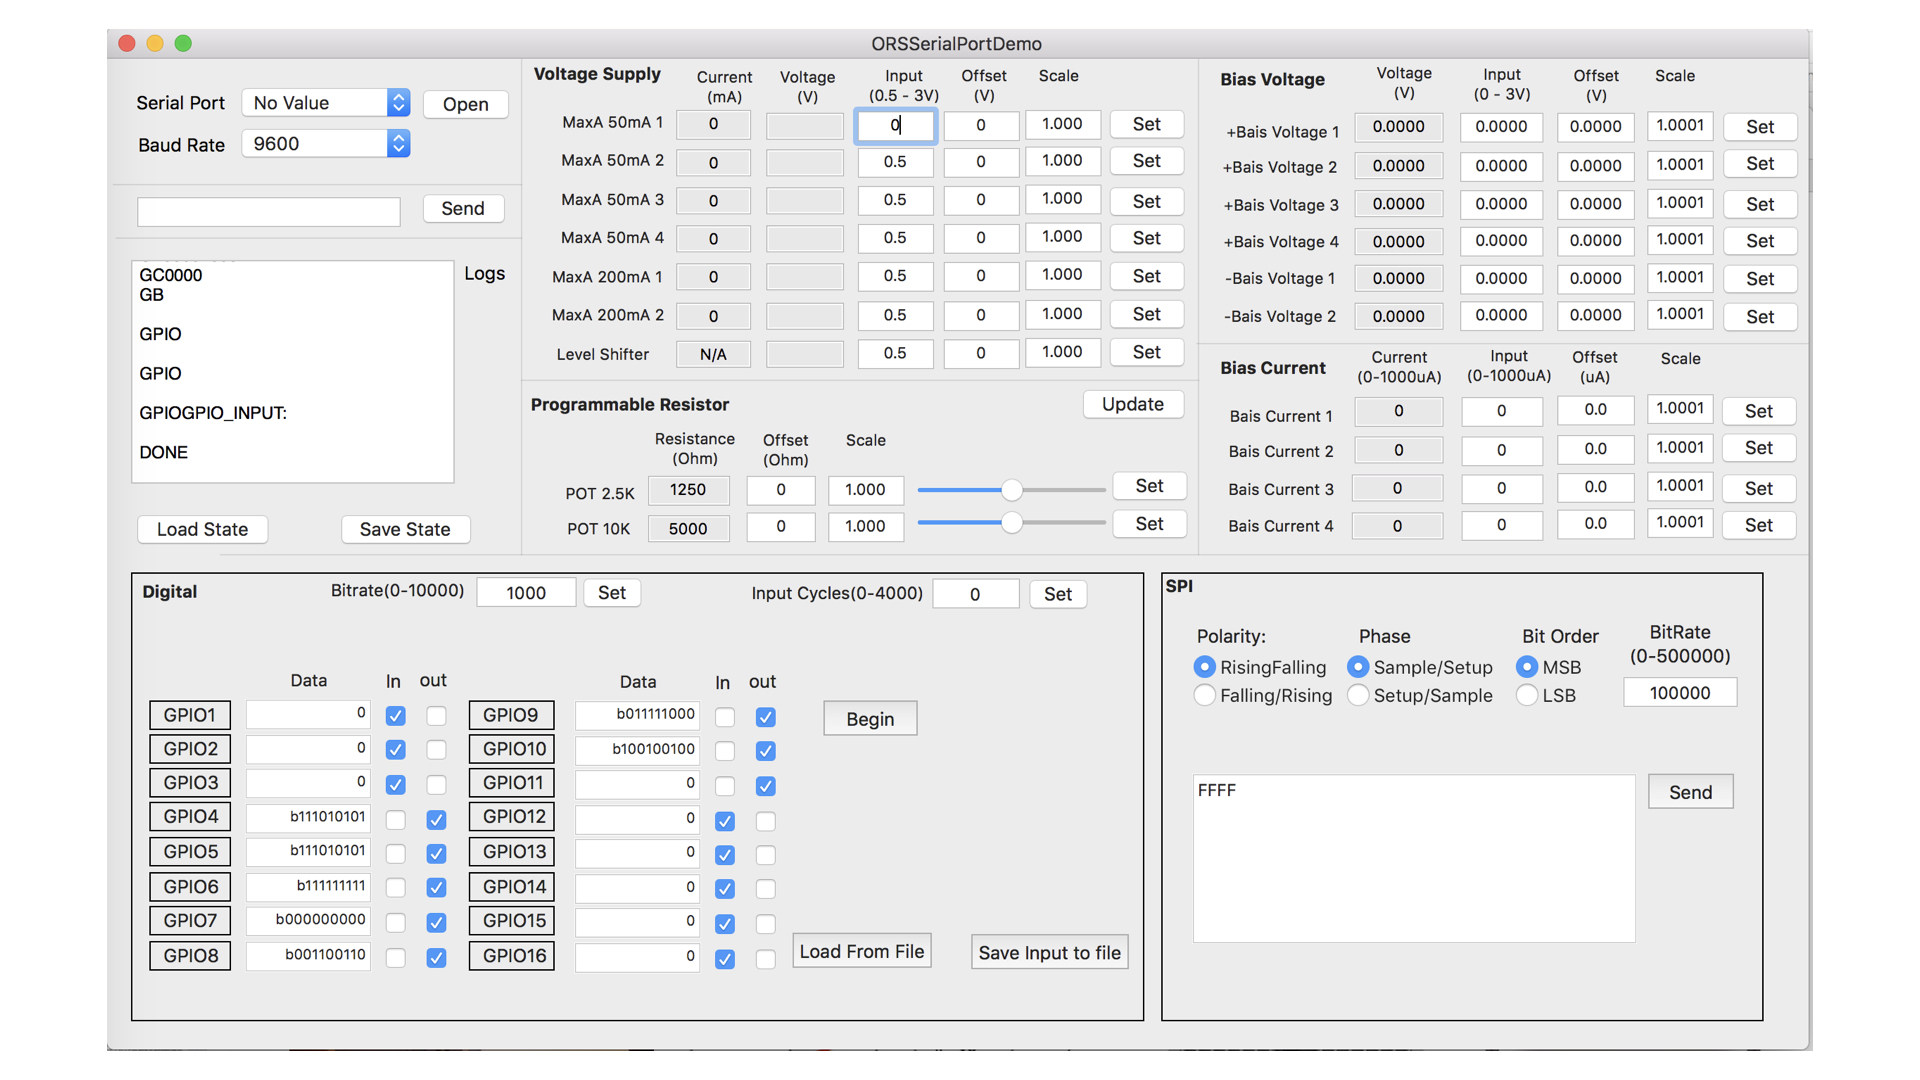 ORSSerialPortDemo
Serial Port No Value Open
Baud Rate 9600
Send
GC0000
GB
GPIO
GPIO
GPIOGPIO_INPUT:
DONE
Logs
Load State Save State
Voltage Supply Current (mA) Voltage (V) Input (0.5 - 3V) Offset (V) Scale
MaxA 50mA 1 0 0 0 1.000 Set
MaxA 50mA 2 0 0.5 0 1.000 Set
MaxA 50mA 3 0 0.5 0 1.000 Set
MaxA 50mA 4 0 0.5 0 1.000 Set
MaxA 200mA 1 0 0.5 0 1.000 Set
MaxA 200mA 2 0 0.5 0 1.000 Set
Level Shifter N/A 0.5 0 1.000 Set
Programmable Resistor Update
Resistance (Ohm) Offset (Ohm) Scale
POT 2.5K 1250 0 1.000 Set
POT 10K 5000 0 1.000 Set
Bias Voltage Voltage (V) Input (0 - 3V) Offset (V) Scale
+Bais Voltage 1 0.0000 0.0000 0.0000 1.0001 Set
+Bais Voltage 2 0.0000 0.0000 0.0000 1.0001 Set
+Bais Voltage 3 0.0000 0.0000 0.0000 1.0001 Set
+Bais Voltage 4 0.0000 0.0000 0.0000 1.0001 Set
-Bais Voltage 1 0.0000 0.0000 0.0000 1.0001 Set
-Bais Voltage 2 0.0000 0.0000 0.0000 1.0001 Set
Bias Current Current (0-1000uA) Input (0-1000uA) Offset (uA) Scale
Bais Current 1 0 0 0.0 1.0001 Set
Bais Current 2 0 0 0.0 1.0001 Set
Bais Current 3 0 0 0.0 1.0001 Set
Bais Current 4 0 0 0.0 1.0001 Set
Digital Bitrate(0-10000) 1000 Set Input Cycles(0-4000) 0 Set
Data In out Data In out
GPIO1 0 GPIO9 b011111000 Begin
GPIO2 0 GPIO10 b100100100
GPIO3 0 GPIO11 0
GPIO4 b111010101 GPIO12 0
GPIO5 b111010101 GPIO13 0
GPIO6 b111111111 GPIO14 0
GPIO7 b000000000 GPIO15 0
GPIO8 b001100110 GPIO16 0 Load From File Save Input to file
SPI
Polarity: Phase Bit Order BitRate (0-500000)
RisingFalling Sample/Setup MSB
Falling/Rising Setup/Sample LSB 100000
FFFF Send